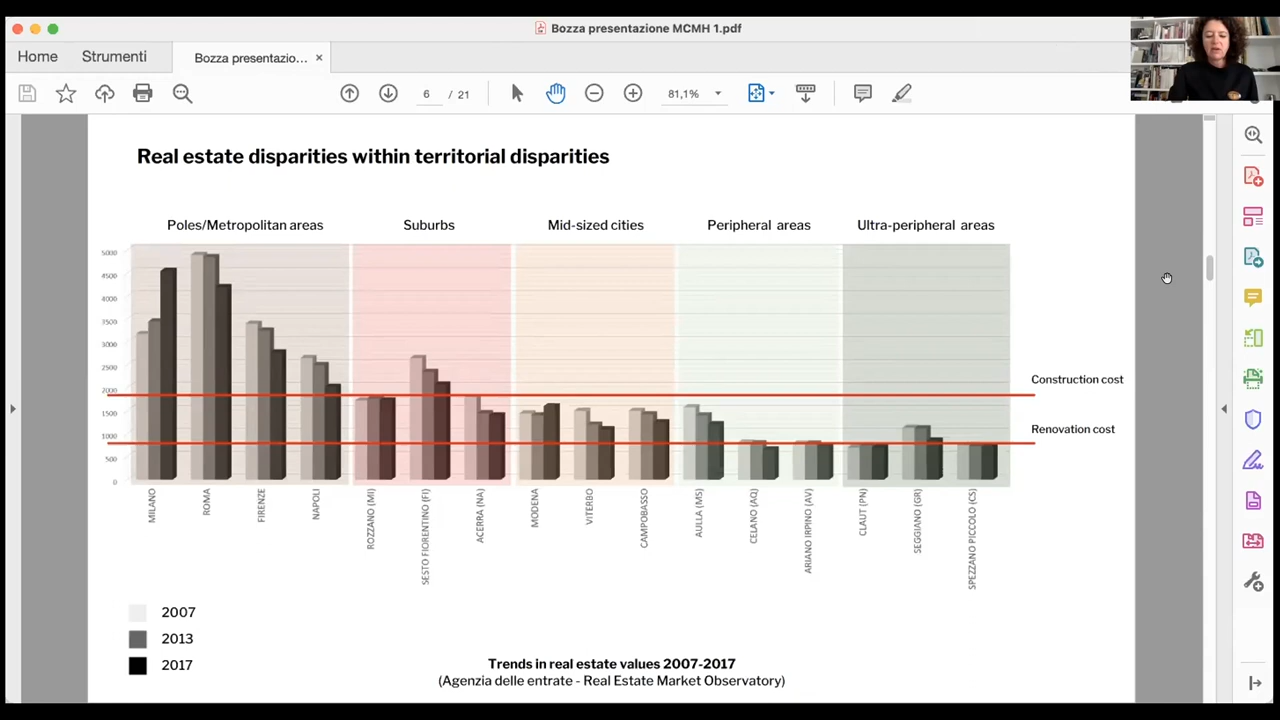 Bozza presentazione MCMH 1.pdf
Home
Strumenti
Bozza presentazio... ×
6 / 21
81,1%
Real estate disparities within territorial disparities
Poles/Metropolitan areas
Suburbs
Mid-sized cities
Peripheral areas
Ultra-peripheral areas
5000
4500
4000
3500
3000
2500
2000
1500
1000
500
0
Construction cost
Renovation cost
MILANO
ROMA
FIRENZE
NAPOLI
ROZZANO (MI)
SESTO FIORENTINO (FI)
ACERRA (NA)
MODENA
VITERBO
CAMPOBASSO
AULLA (MS)
CELANO (AQ)
ARIANO IRPINO (AV)
CLAUT (PN)
SEGGIANO (GR)
SPEZZANO PICCOLO (CS)
2007
2013
2017
Trends in real estate values 2007-2017
(Agenzia delle entrate - Real Estate Market Observatory)